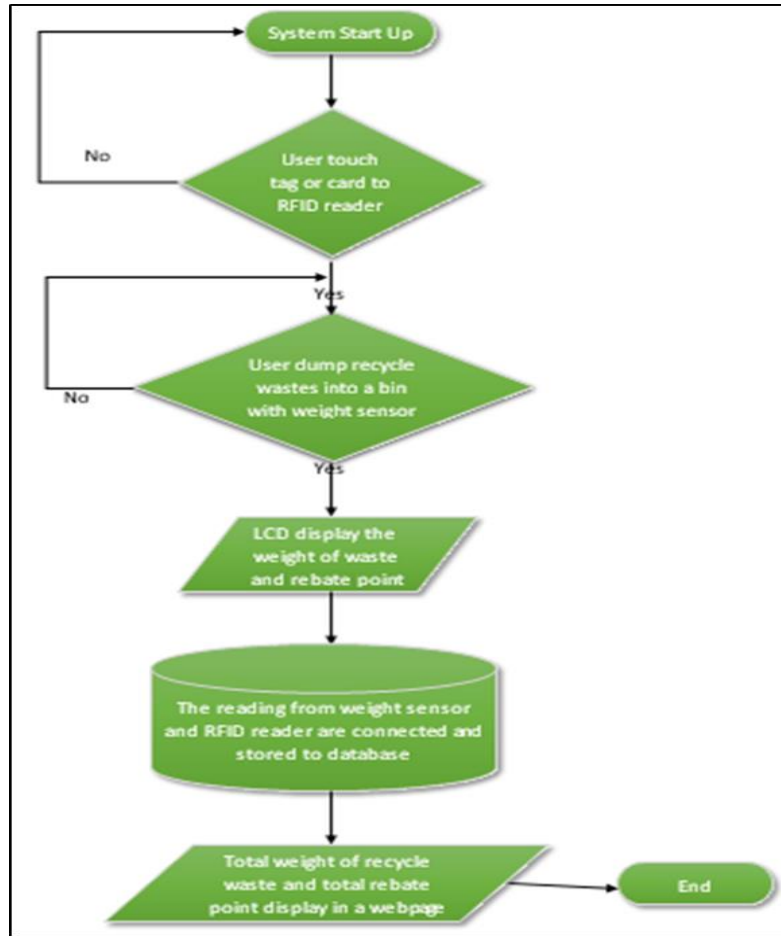 System Start Up
No
User touch
tag or card to
RFID reader
Yes
User dump recycle
wastes into a bin
with weight sensor
No
Yes
LCD display the
weight of waste
and rebate point
The reading from weight sensor
and RFID reader are connected and
stored to database
Total weight of recycle
waste and total rebate
point display in a webpage
End